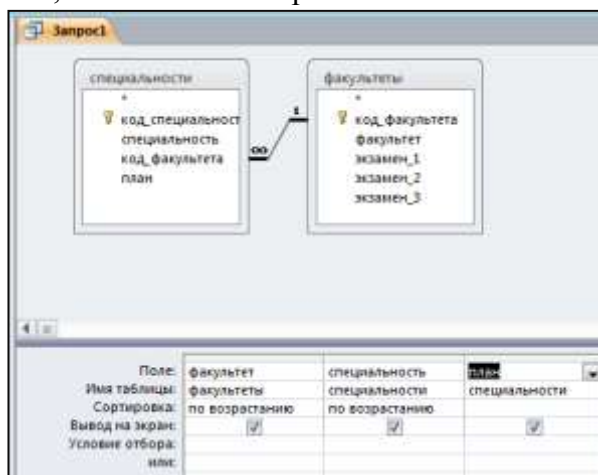 Запрос1
специальности
*
код_специальност
специальность
код_факультета
план
факультеты
*
код_факультета
факультет
экзамен_1
экзамен_2
экзамен_3
∞
1
Поле: факультет специальность план
Имя таблицы: факультеты специальности специальности
Сортировка: по возрастанию по возрастанию
Вывод на экран:
Условие отбора:
или: